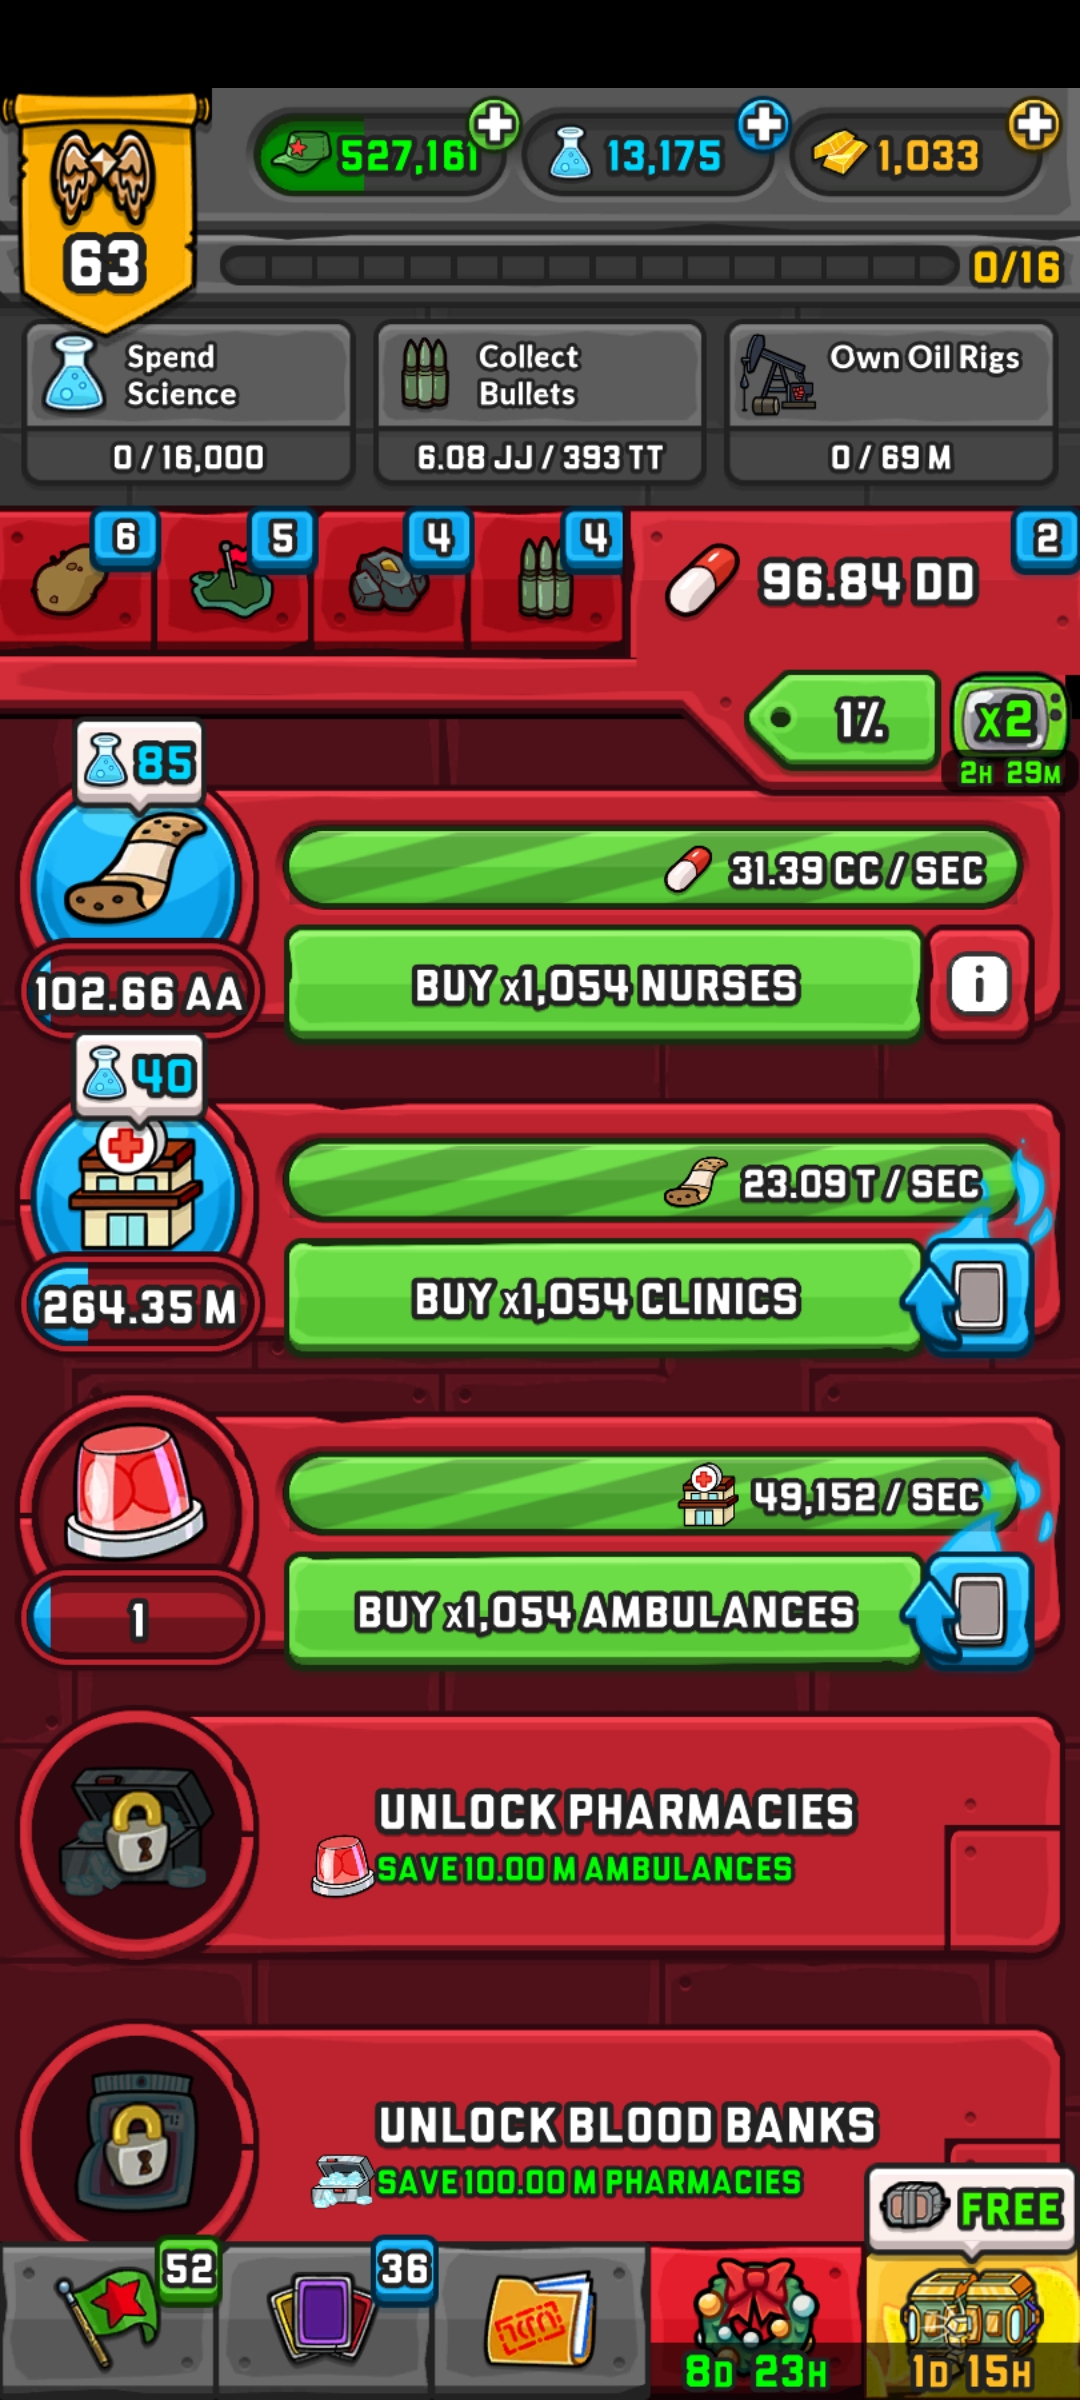 527,161
13,175
1,033
63
0/16
Spend
Science
0 / 16,000
Collect
Bullets
6.08 JJ / 393 TT
Own Oil Rigs
0 / 69 M
6
5
4
4
2
96.84 DD
1%
x2
2H 29M
85
31.39 CC / SEC
102.66 AA
BUY x1,054 NURSES
i
40
23.09 T / SEC
264.35 M
BUY x1,054 CLINICS
49,152 / SEC
1
BUY x1,054 AMBULANCES
UNLOCK PHARMACIES
SAVE 10.00 M AMBULANCES
UNLOCK BLOOD BANKS
SAVE 100.00 M PHARMACIES
FREE
52
36
8D 23H
1D 15H